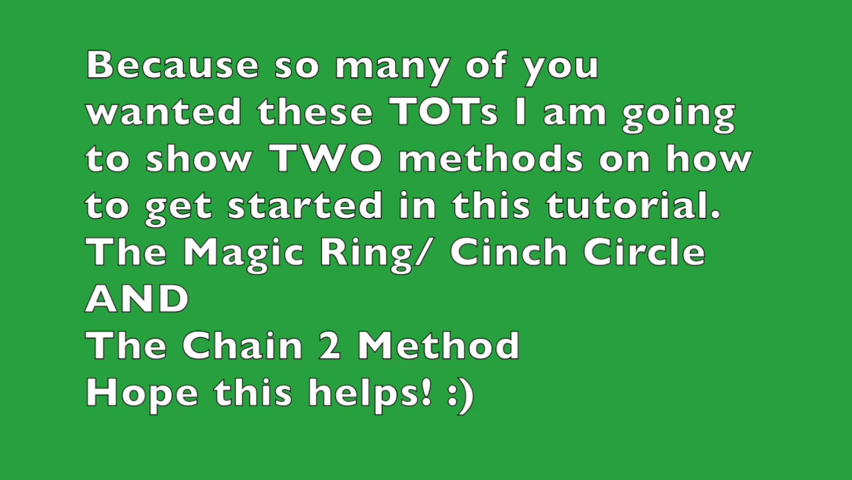 Because so many of you
wanted these TOTs I am going
to show TWO methods on how
to get started in this tutorial.
The Magic Ring/ Cinch Circle
AND
The Chain 2 Method
Hope this helps! :)